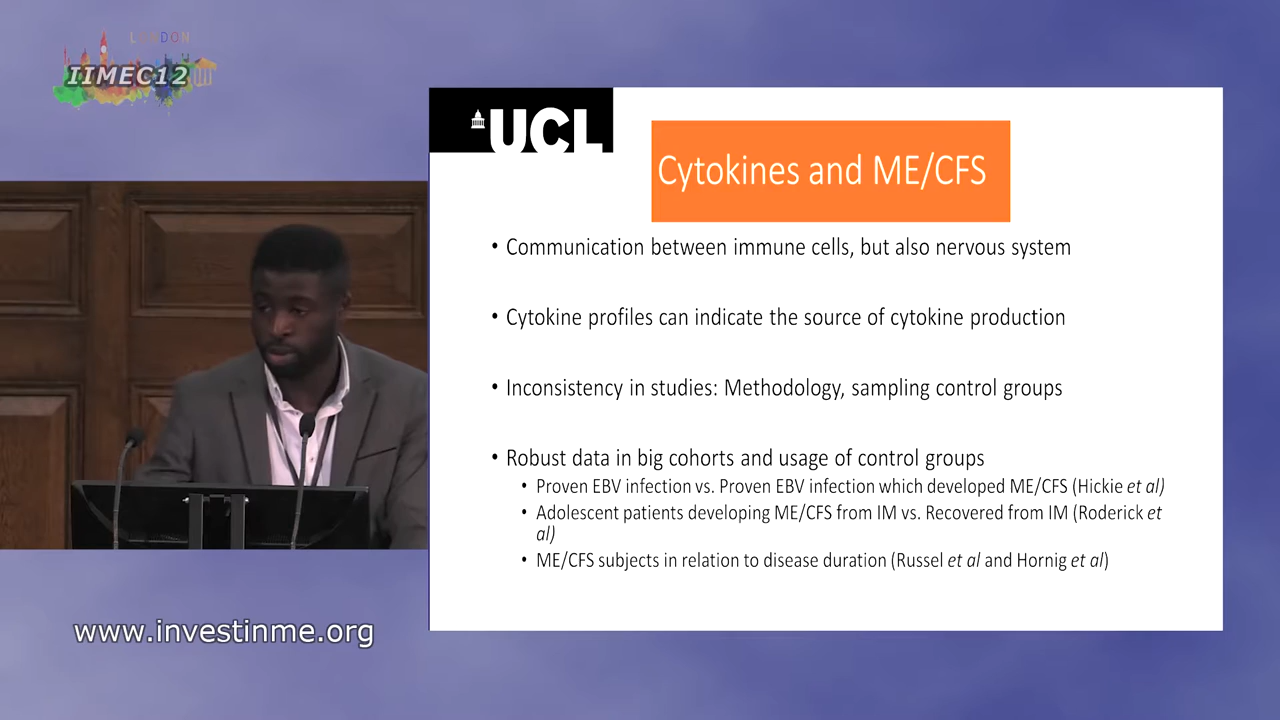 LONDON
IIMEC12
UCL
Cytokines and ME/CFS
• Communication between immune cells, but also nervous system
• Cytokine profiles can indicate the source of cytokine production
• Inconsistency in studies: Methodology, sampling control groups
• Robust data in big cohorts and usage of control groups
• Proven EBV infection vs. Proven EBV infection which developed ME/CFS (Hickie et al)
• Adolescent patients developing ME/CFS from IM vs. Recovered from IM (Roderick et
al)
• ME/CFS subjects in relation to disease duration (Russel et al and Hornig et al)
www.investinme.org